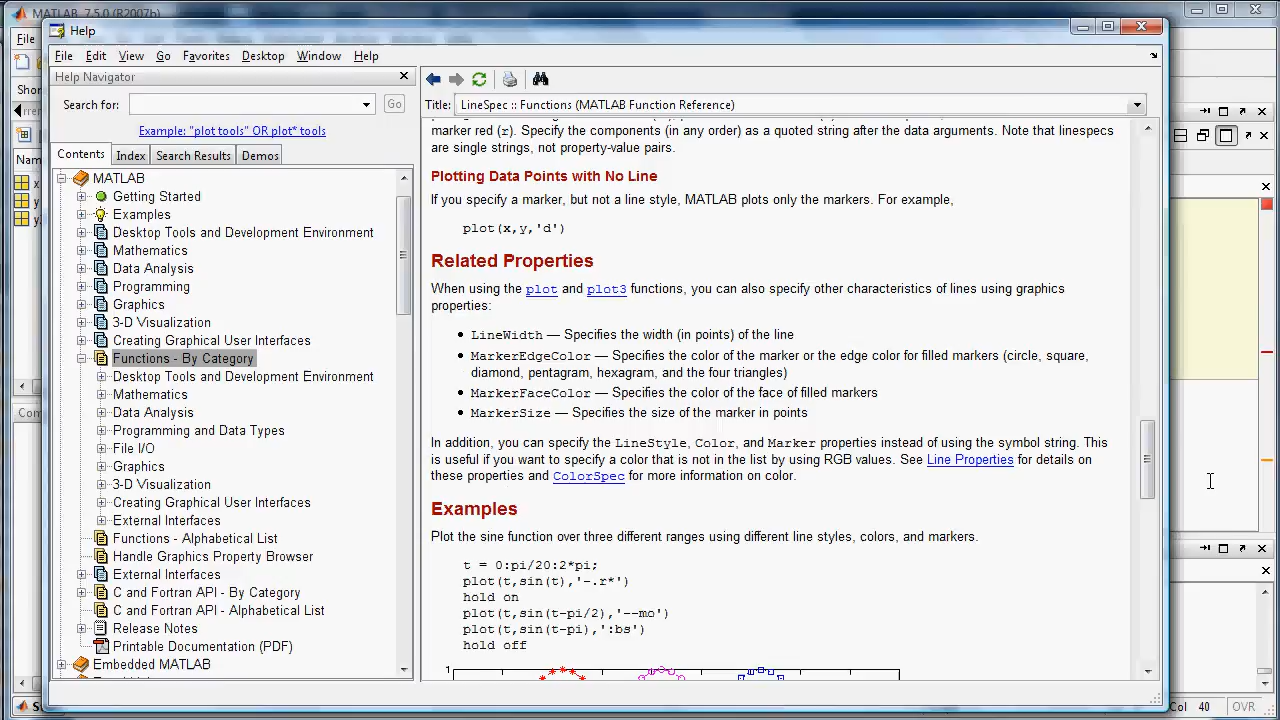 MATLAB 7.5.0 (R2007b)
Help
File Edit View Go Favorites Desktop Window Help
Help Navigator
Search for:
Go
Example: "plot tools" OR plot* tools
Contents Index Search Results Demos
MATLAB
Getting Started
Examples
Desktop Tools and Development Environment
Mathematics
Data Analysis
Programming
Graphics
3-D Visualization
Creating Graphical User Interfaces
Functions - By Category
Desktop Tools and Development Environment
Mathematics
Data Analysis
Programming and Data Types
File I/O
Graphics
3-D Visualization
Creating Graphical User Interfaces
External Interfaces
Functions - Alphabetical List
Handle Graphics Property Browser
External Interfaces
C and Fortran API - By Category
C and Fortran API - Alphabetical List
Release Notes
Printable Documentation (PDF)
Embedded MATLAB
Title: LineSpec :: Functions (MATLAB Function Reference)
marker red (r). Specify the components (in any order) as a quoted string after the data arguments. Note that linespecs
are single strings, not property-value pairs.
Plotting Data Points with No Line
If you specify a marker, but not a line style, MATLAB plots only the markers. For example,
plot(x,y,'d')
Related Properties
When using the plot and plot3 functions, you can also specify other characteristics of lines using graphics
properties:
• LineWidth — Specifies the width (in points) of the line
• MarkerEdgeColor — Specifies the color of the marker or the edge color for filled markers (circle, square,
diamond, pentagram, hexagram, and the four triangles)
• MarkerFaceColor — Specifies the color of the face of filled markers
• MarkerSize — Specifies the size of the marker in points
In addition, you can specify the LineStyle, Color, and Marker properties instead of using the symbol string. This
is useful if you want to specify a color that is not in the list by using RGB values. See Line Properties for details on
these properties and ColorSpec for more information on color.
Examples
Plot the sine function over three different ranges using different line styles, colors, and markers.
t = 0:pi/20:2*pi;
plot(t,sin(t),'-.r*')
hold on
plot(t,sin(t-pi/2),'--mo')
plot(t,sin(t-pi),':bs')
hold off
1
Col 40 OVR